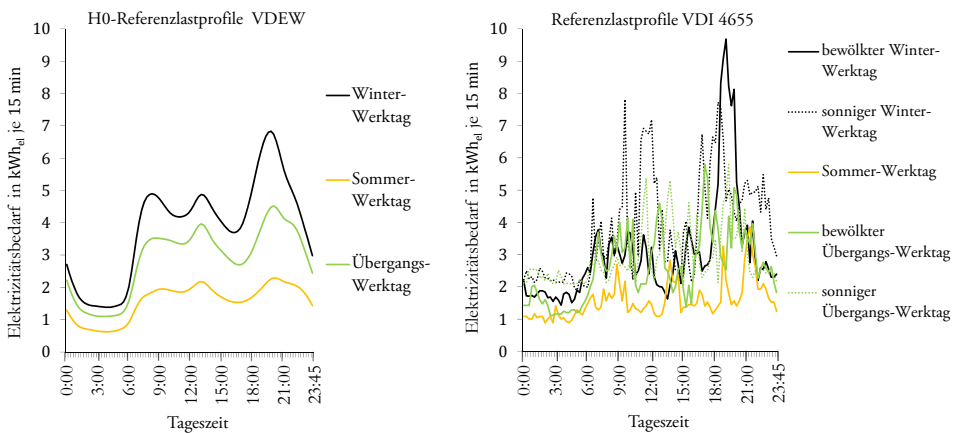 H0-Referenzlastprofile VDEW
Elektrizitätsbedarf in kWhel je 15 min
10
9
8
7
6
5
4
3
2
1
0
0:00
3:00
6:00
9:00
12:00
15:00
18:00
21:00
23:45
Tageszeit
Winter-
Werktag
Sommer-
Werktag
Übergangs-
Werktag
Referenzlastprofile VDI 4655
Elektrizitätsbedarf in kWhel je 15 min
10
9
8
7
6
5
4
3
2
1
0
0:00
3:00
6:00
9:00
12:00
15:00
18:00
21:00
23:45
Tageszeit
bewölkter Winter-
Werktag
sonniger Winter-
Werktag
Sommer-Werktag
bewölkter
Übergangs-Werktag
sonniger
Übergangs-Werktag